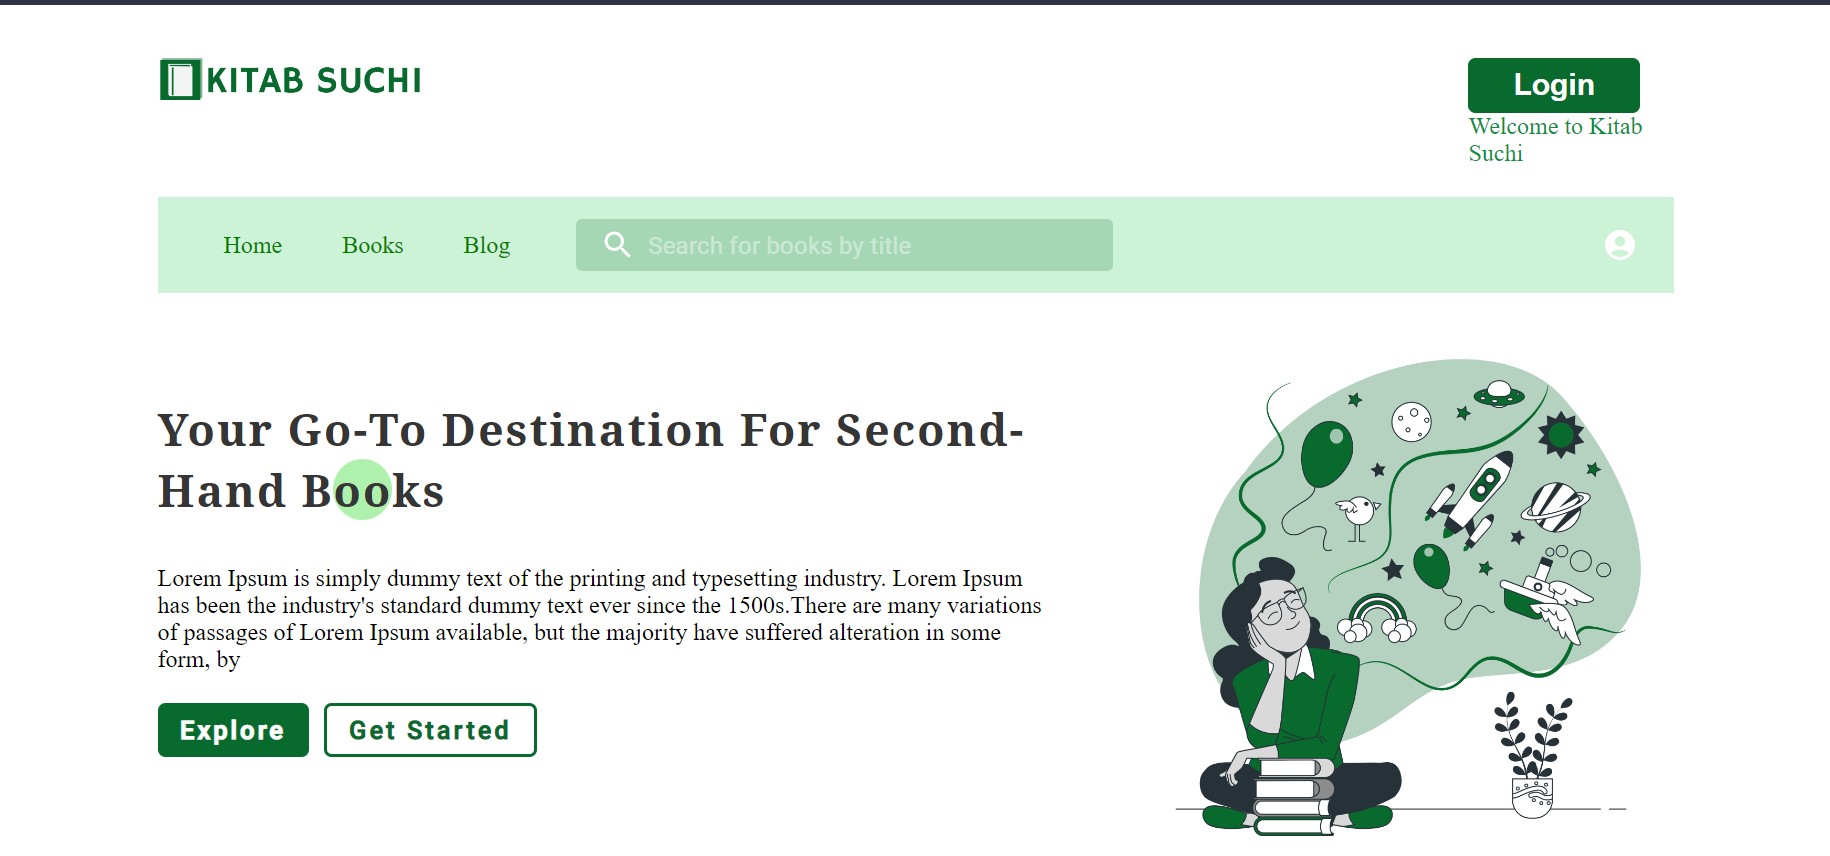 KITAB SUCHI
Login
Welcome to Kitab
Suchi
Home Books Blog Search for books by title
Your Go-To Destination For Second-
Hand Books
Lorem Ipsum is simply dummy text of the printing and typesetting industry. Lorem Ipsum
has been the industry's standard dummy text ever since the 1500s.There are many variations
of passages of Lorem Ipsum available, but the majority have suffered alteration in some
form, by
Explore Get Started